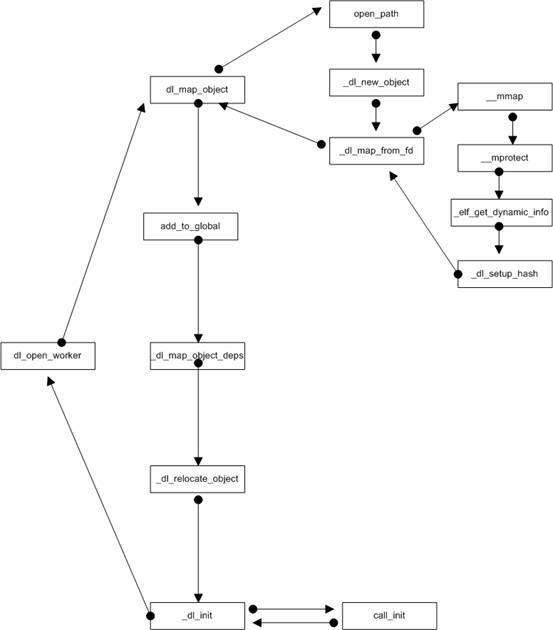 open_path
dl_map_object
_dl_new_object
__mmap
_dl_map_from_fd
__mprotect
_elf_get_dynamic_info
add_to_global
_dl_setup_hash
dl_open_worker
_dl_map_object_deps
_dl_relocate_object
_dl_init
call_init